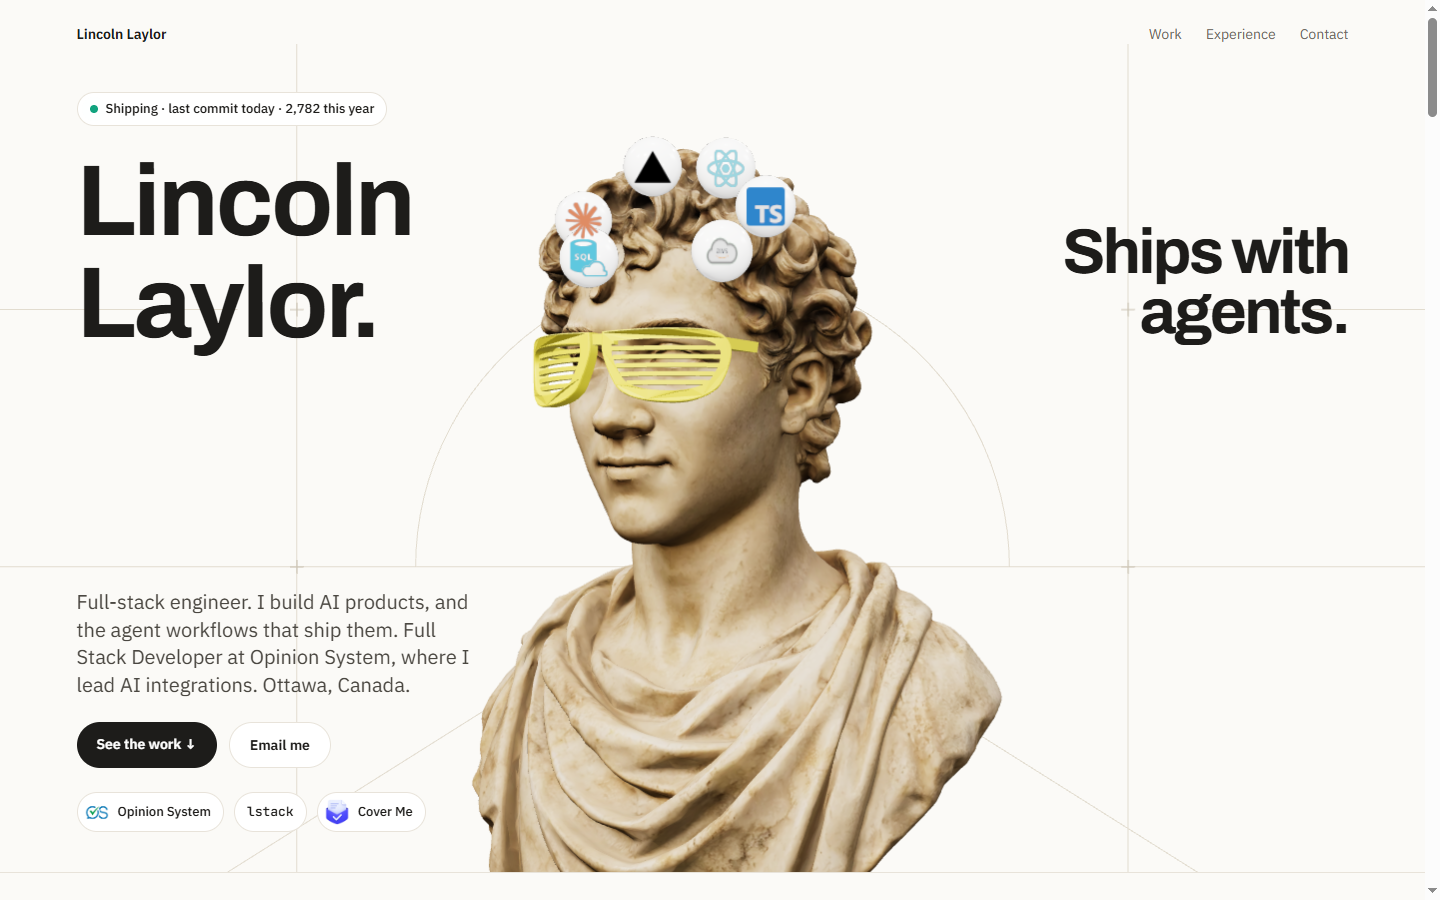 Lincoln Laylor
Work
Experience
Contact
Shipping · last commit today · 2,782 this year
Lincoln
Laylor.
Ships with
agents.
TS
SQL
aws
Full-stack engineer. I build AI products, and
the agent workflows that ship them. Full
Stack Developer at Opinion System, where I
lead AI integrations. Ottawa, Canada.
See the work ↓
Email me
Opinion System
lstack
Cover Me